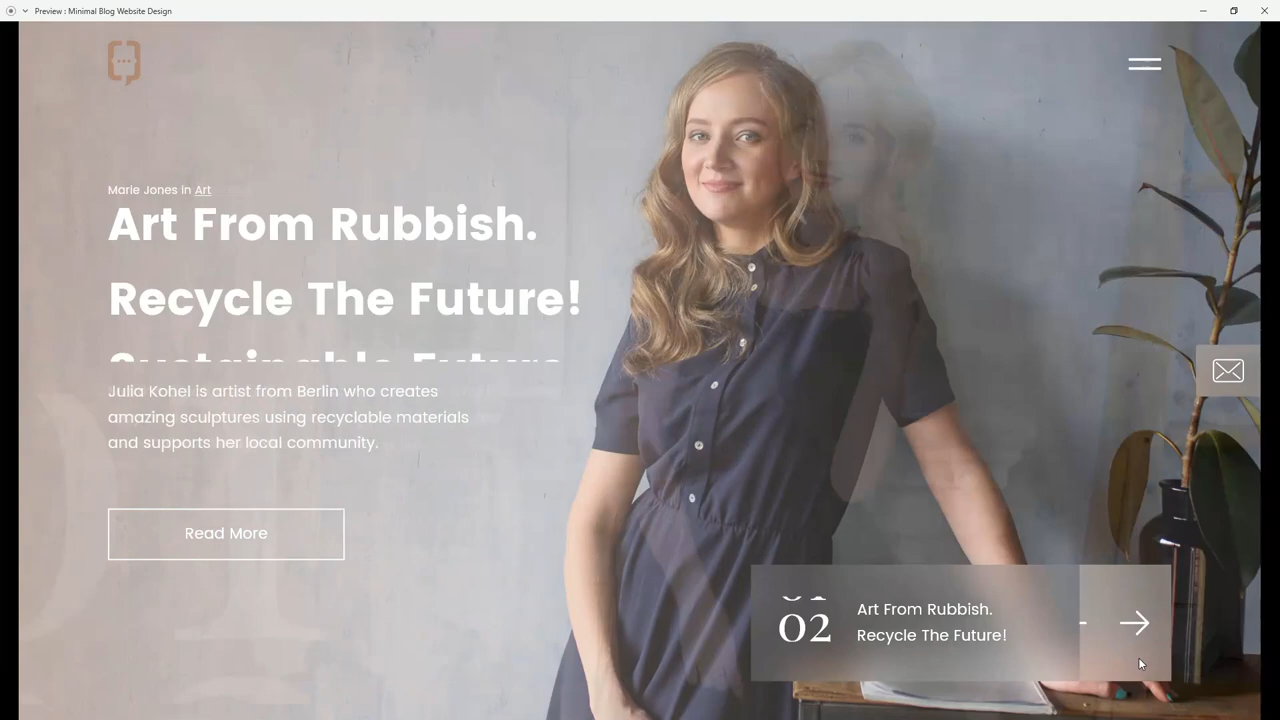 Preview : Minimal Blog Website Design
Marie Jones in Art
Art From Rubbish.
Recycle The Future!
Sustainable Future
Julia Kohel is artist from Berlin who creates
amazing sculptures using recyclable materials
and supports her local community.
Read More
02
Art From Rubbish.
Recycle The Future!